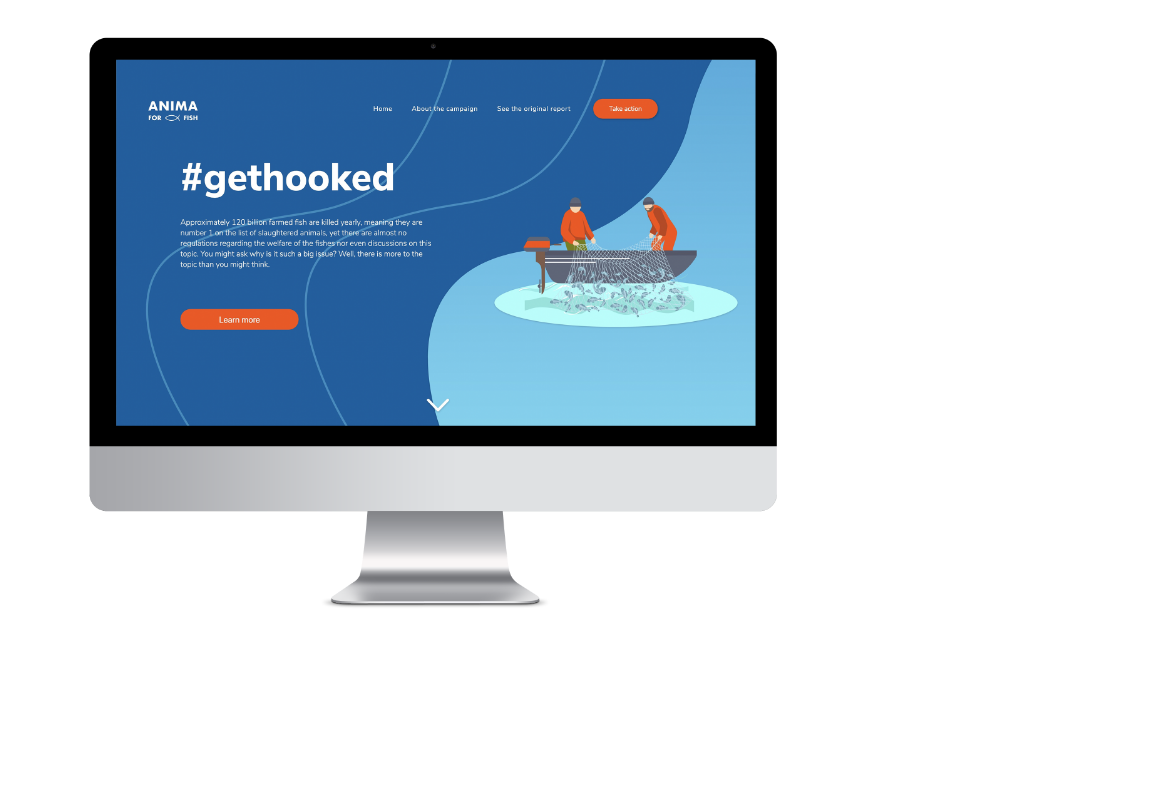 ANIMA
FOR FISH
Home
About the campaign
See the original report
Take action
#gethooked
Approximately 120 billion farmed fish are killed yearly, meaning they are
number 1 on the list of slaughtered animals, yet there are almost no
regulations regarding the welfare of the fishes nor even discussions on this
topic. You might ask why is it such a big issue? Well, there is more to the
topic than you might think.
Learn more